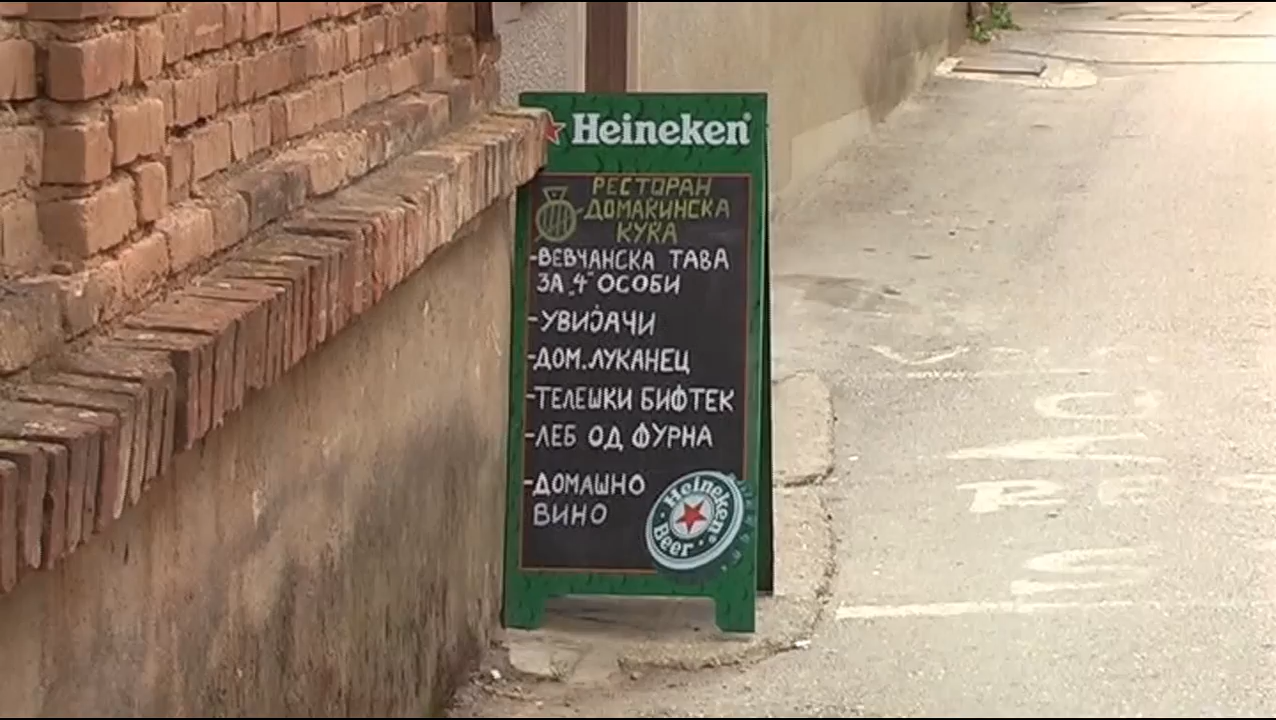 Heineken
РЕСТОРАН
ДОМАЌИНСКА
КУЌА
-ВЕВЧАНСКА ТАВА
ЗА „4" ОСОБИ
-УВИЈАЧИ
-ДОМ.ЛУКАНЕЦ
-ТЕЛЕШКИ БИФТЕК
-ЛЕБ ОД ФУРНА
-ДОМАШНО
ВИНО
Heineken
Beer